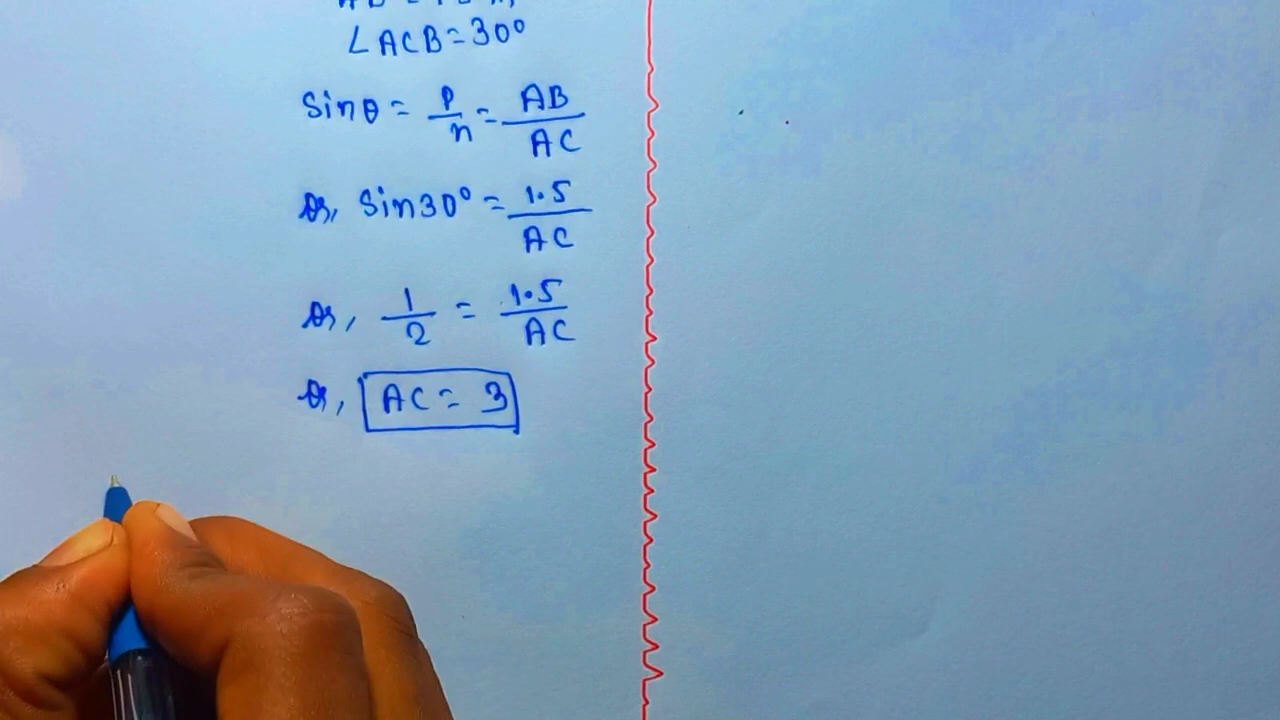 ∠ACB=30°
Sinθ = P/h = AB/AC
or, Sin30° = 1.5/AC
or, 1/2 = 1.5/AC
or, AC = 3